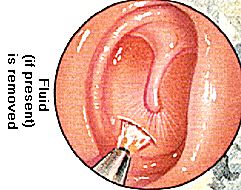 Fluid
(if present)
is removed